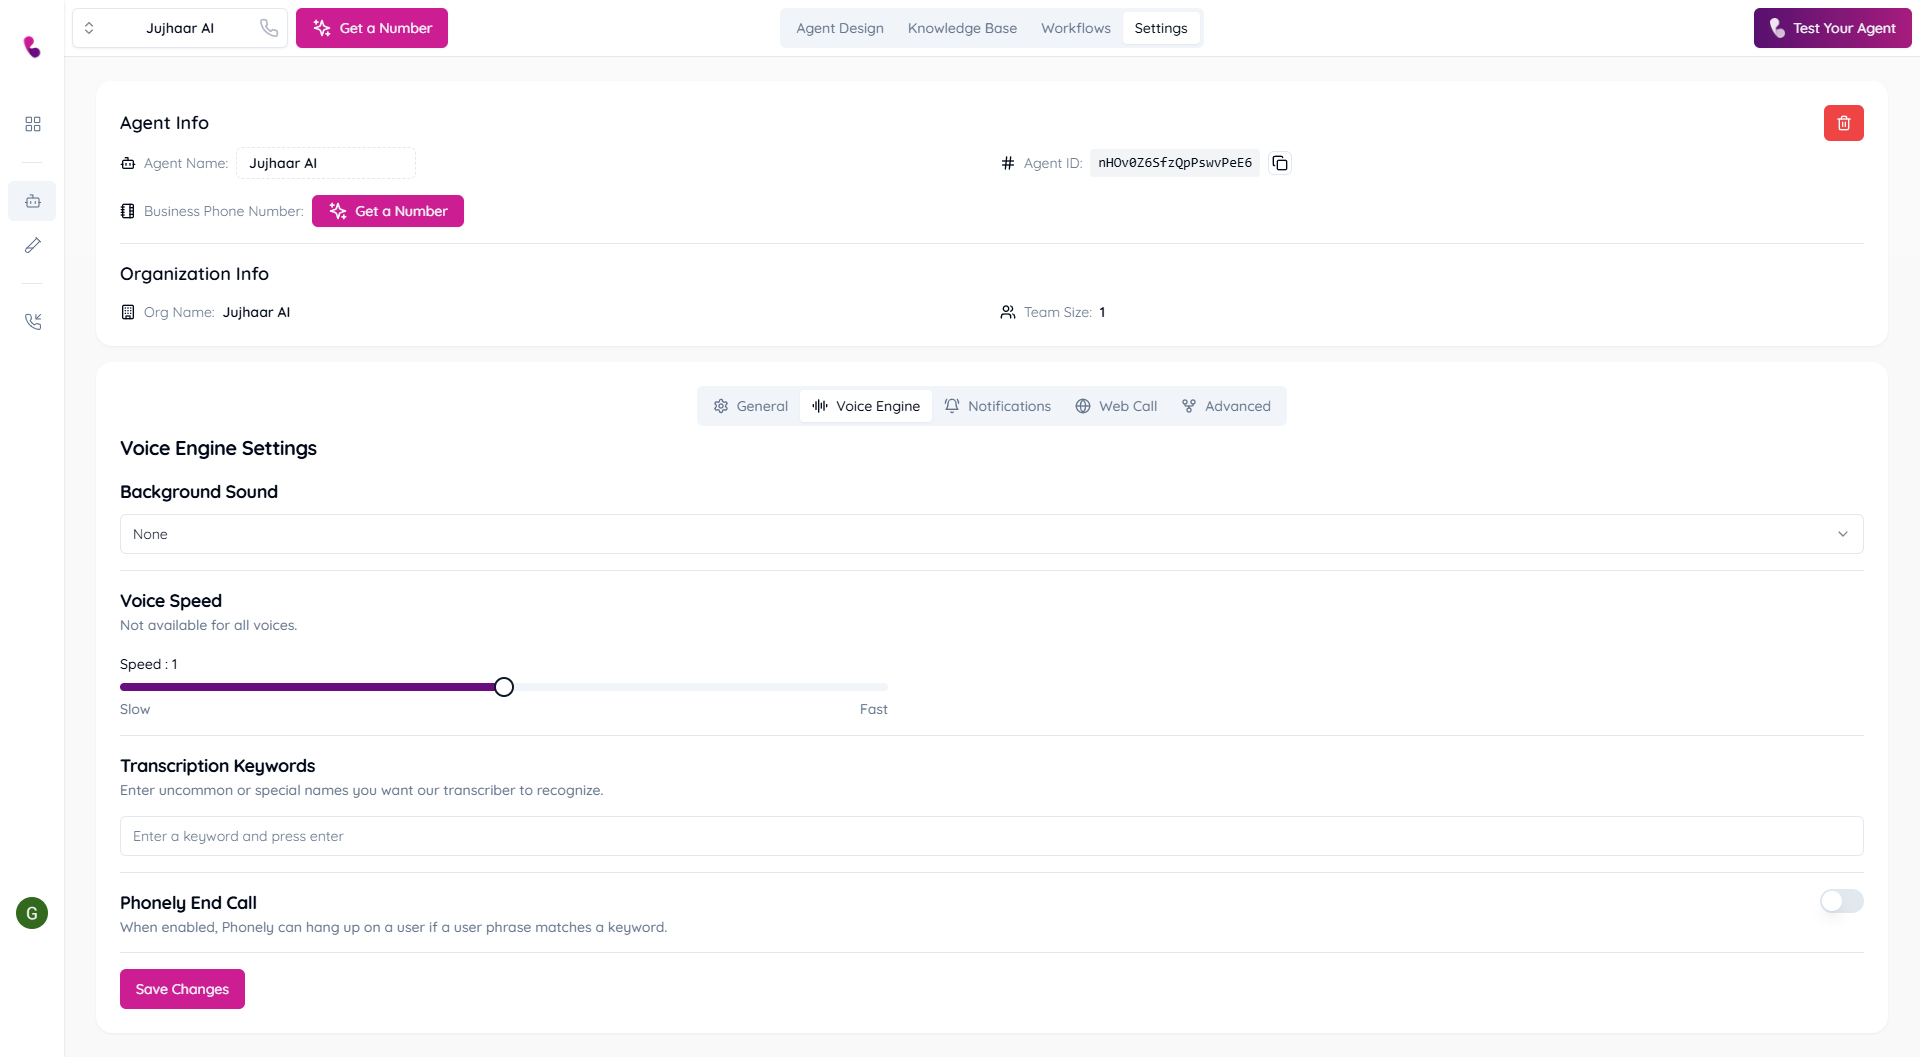 Jujhaar AI
Get a Number
Agent Design
Knowledge Base
Workflows
Settings
Test Your Agent
Agent Info
Agent Name: Jujhaar AI
Agent ID: nHOv0Z6SfzQpPswvPeE6
Business Phone Number: Get a Number
Organization Info
Org Name: Jujhaar AI
Team Size: 1
General
Voice Engine
Notifications
Web Call
Advanced
Voice Engine Settings
Background Sound
None
Voice Speed
Not available for all voices.
Speed : 1
Slow
Fast
Transcription Keywords
Enter uncommon or special names you want our transcriber to recognize.
Enter a keyword and press enter
Phonely End Call
When enabled, Phonely can hang up on a user if a user phrase matches a keyword.
G
Save Changes